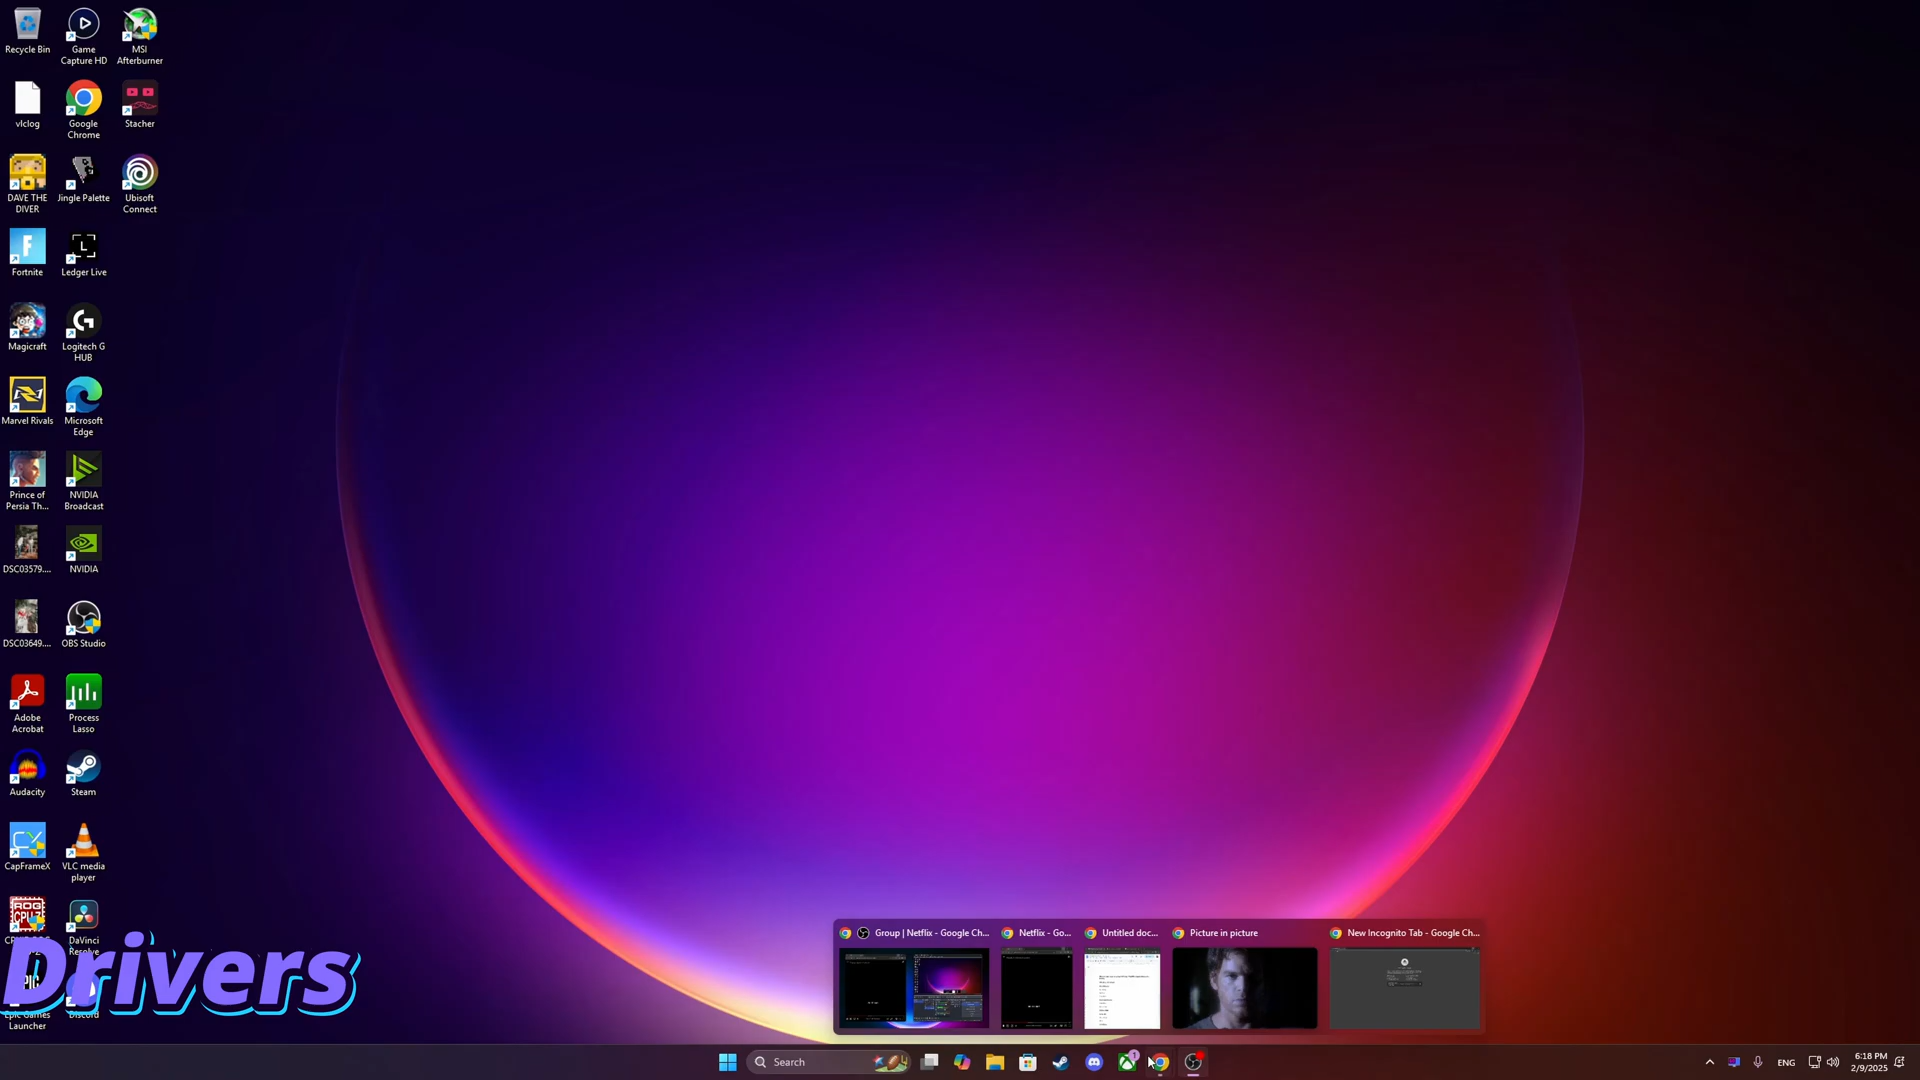 Recycle Bin
Game
Capture HD
MSI
Afterburner
vlclog
Google
Chrome
Stacher
DAVE THE
DIVER
Jingle Palette
Ubisoft
Connect
Fortnite
Ledger Live
Magicraft
Logitech G
HUB
Marvel Rivals
Microsoft
Edge
Prince of
Persia Th...
NVIDIA
Broadcast
DSC03579....
NVIDIA
DSC03649....
OBS Studio
Adobe
Acrobat
Process
Lasso
Audacity
Steam
CapFrameX
VLC media
player
ROG
CPU-Z
DaVinci
Drivers
Epic Games
Launcher
Discord
Group | Netflix - Google Ch...
Netflix - Go...
Untitled doc...
Picture in picture
New Incognito Tab - Google Ch...
Search
1
ENG
6:18 PM
2/9/2025